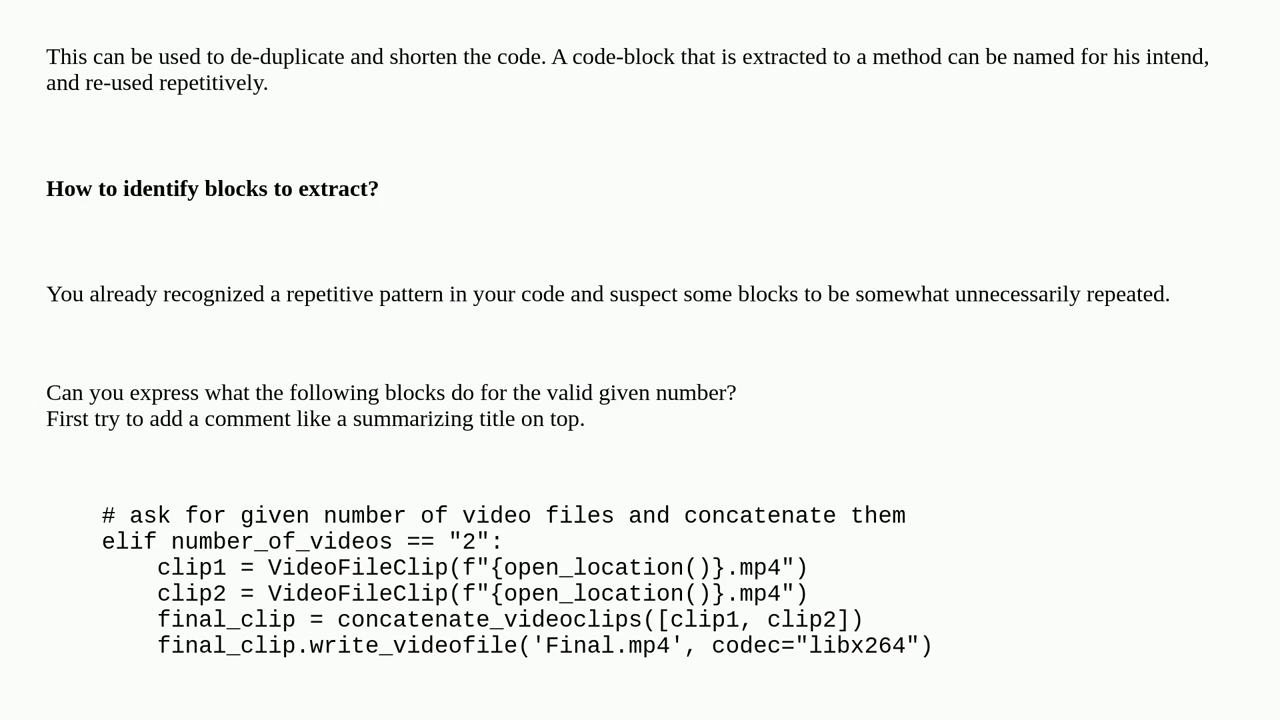 This can be used to de-duplicate and shorten the code. A code-block that is extracted to a method can be named for his intend,
and re-used repetitively.
How to identify blocks to extract?
You already recognized a repetitive pattern in your code and suspect some blocks to be somewhat unnecessarily repeated.
Can you express what the following blocks do for the valid given number?
First try to add a comment like a summarizing title on top.
# ask for given number of video files and concatenate them
elif number_of_videos == "2":
    clip1 = VideoFileClip(f"{open_location()}.mp4")
    clip2 = VideoFileClip(f"{open_location()}.mp4")
    final_clip = concatenate_videoclips([clip1, clip2])
    final_clip.write_videofile('Final.mp4', codec="libx264")